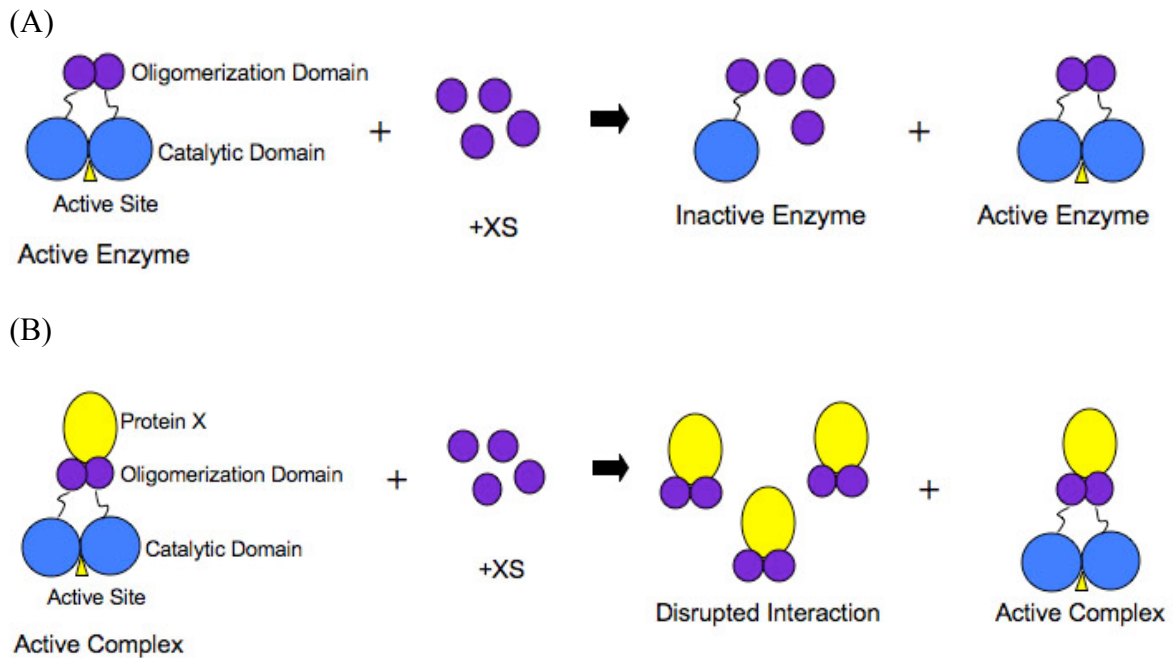 (A)
Oligomerization Domain
Catalytic Domain
Active Site
Active Enzyme
+
+XS
Inactive Enzyme
+
Active Enzyme
(B)
Protein X
Oligomerization Domain
Catalytic Domain
Active Site
Active Complex
+
+XS
Disrupted Interaction
+
Active Complex